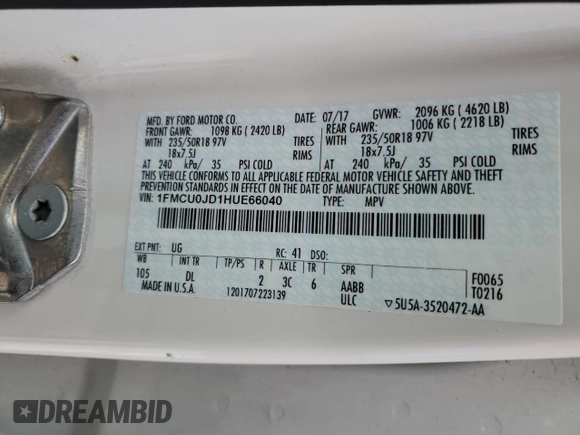 MFD. BY FORD MOTOR CO. DATE: 07/17 GVWR: 2096 KG ( 4620 LB)
FRONT GAWR: 1098 KG ( 2420 LB) REAR GAWR: 1006 KG ( 2218 LB)
WITH 235/50R18 97V TIRES WITH 235/50R18 97V TIRES
18x7.5J RIMS 18x7.5J RIMS
AT 240 kPa/ 35 PSI COLD AT 240 kPa/ 35 PSI COLD
THIS VEHICLE CONFORMS TO ALL APPLICABLE FEDERAL MOTOR VEHICLE SAFETY AND THEFT
PREVENTION STANDARDS IN EFFECT ON THE DATE OF MANUFACTURE SHOWN ABOVE.
VIN: 1FMCU0JD1HUE66040 TYPE: MPV
EXT PNT: UG RC: 41 DSO:
WB INT TR TP/PS R AXLE TR SPR F0065
105 DL 2 3C 6 AABB T0216
MADE IN U.S.A. 1201707223139 ULC ▽5U5A-3520472-AA
DREAMBID